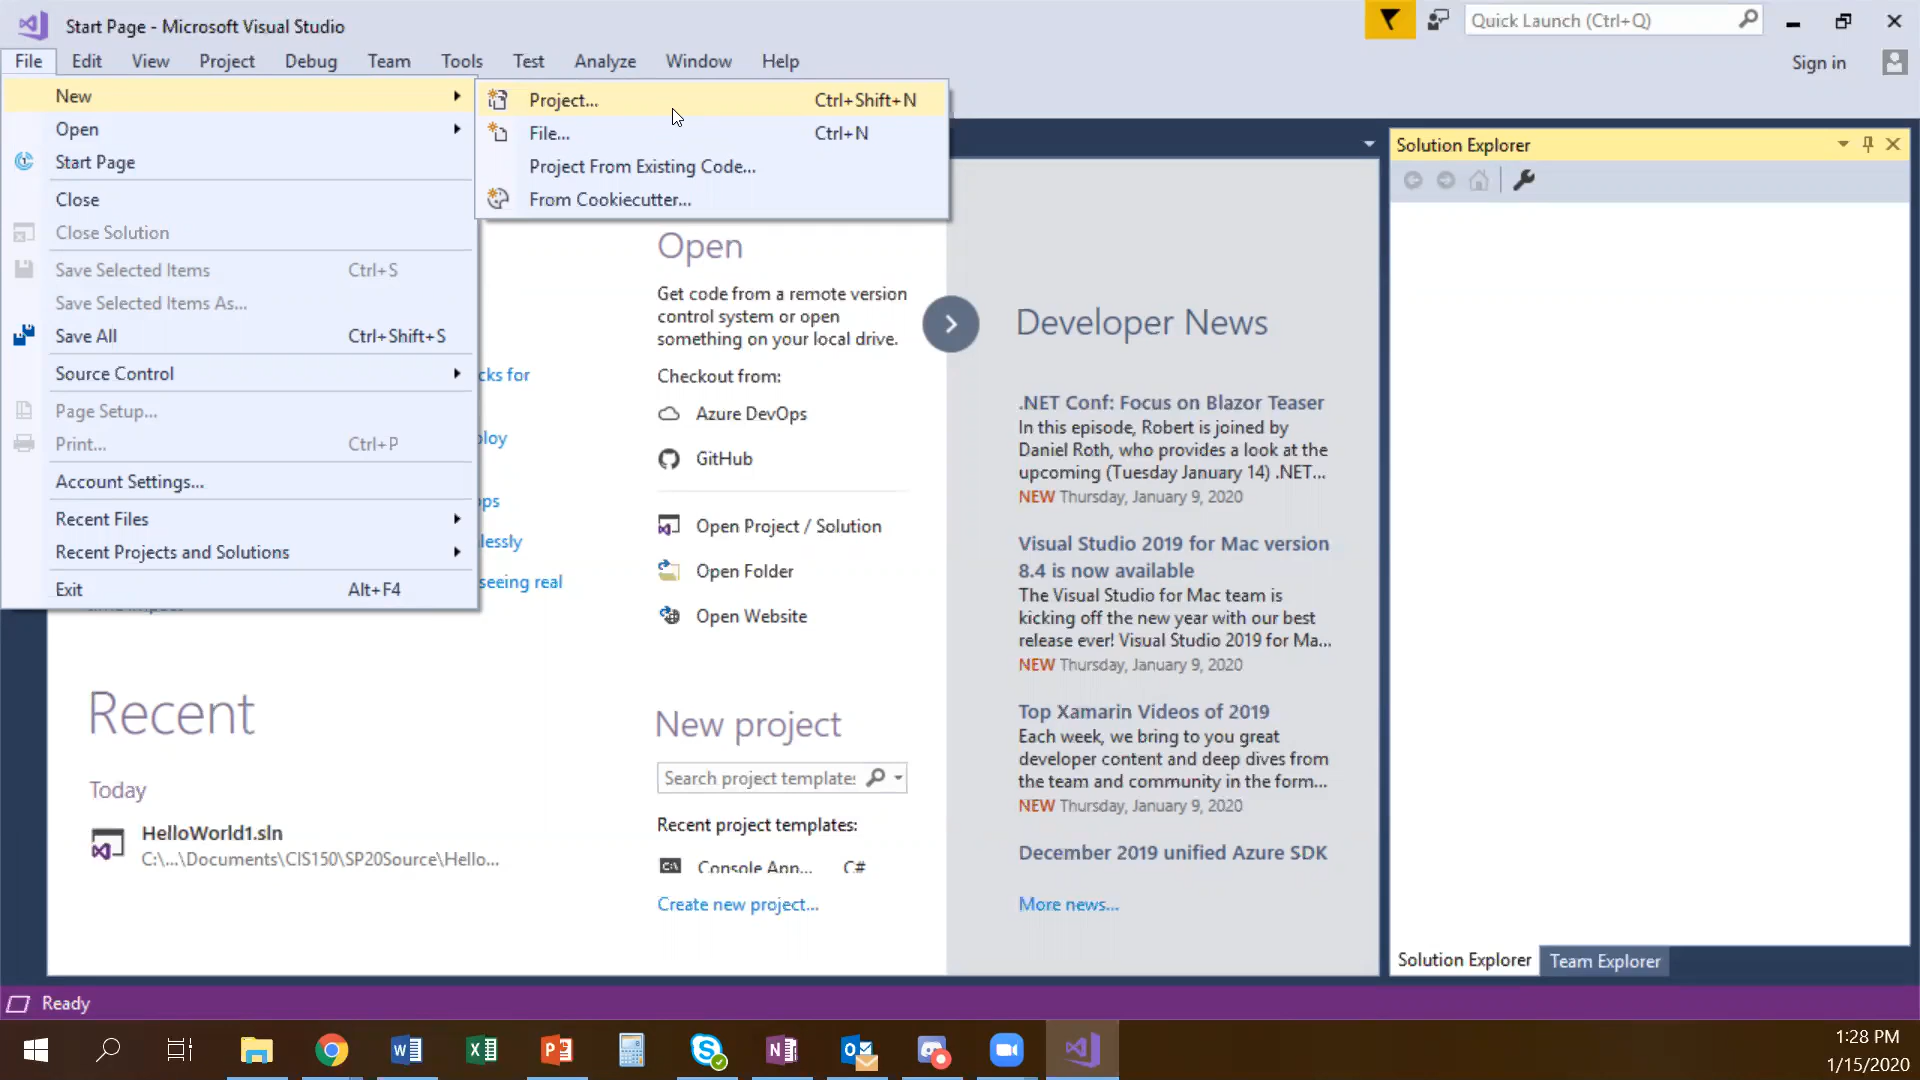 Start Page - Microsoft Visual Studio
Quick Launch (Ctrl+Q)
File Edit View Project Debug Team Tools Test Analyze Window Help
Sign in
New
Open
Start Page
Close
Close Solution
Save Selected Items Ctrl+S
Save Selected Items As...
Save All Ctrl+Shift+S
Source Control
Page Setup...
Print... Ctrl+P
Account Settings...
Recent Files
Recent Projects and Solutions
Exit Alt+F4
Project... Ctrl+Shift+N
File... Ctrl+N
Project From Existing Code...
From Cookiecutter...
cks for
ploy
ps
lessly
seeing real
Recent
Today
HelloWorld1.sln
C:\...\Documents\CIS150\SP20Source\Hello...
Open
Get code from a remote version
control system or open
something on your local drive.
Checkout from:
Azure DevOps
GitHub
Open Project / Solution
Open Folder
Open Website
New project
Search project templates
Recent project templates:
Console App... C#
Create new project...
Developer News
.NET Conf: Focus on Blazor Teaser
In this episode, Robert is joined by
Daniel Roth, who provides a look at the
upcoming (Tuesday January 14) .NET...
NEW Thursday, January 9, 2020
Visual Studio 2019 for Mac version
8.4 is now available
The Visual Studio for Mac team is
kicking off the new year with our best
release ever! Visual Studio 2019 for Ma...
NEW Thursday, January 9, 2020
Top Xamarin Videos of 2019
Each week, we bring to you great
developer content and deep dives from
the team and community in the form...
NEW Thursday, January 9, 2020
December 2019 unified Azure SDK
More news...
Solution Explorer
Solution Explorer Team Explorer
Ready
1:28 PM
1/15/2020